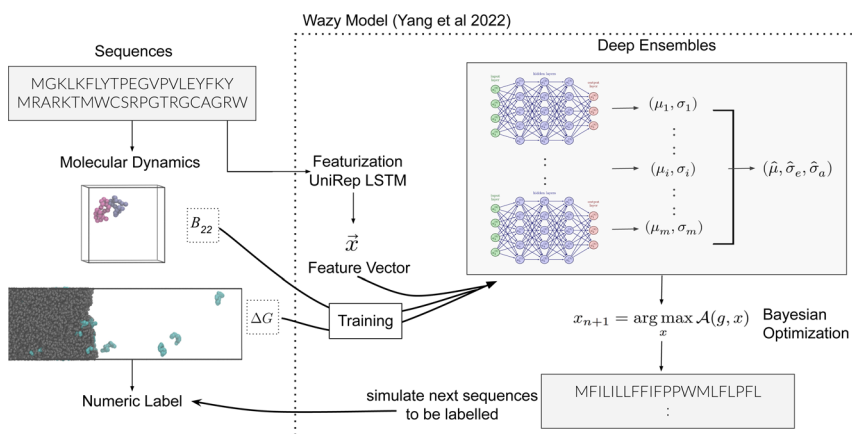 Wazy Model (Yang et al 2022)
Sequences
MGKLKFLYTPEGVPVLEYFKY
MRARKTMWCSRPGTRGCAGRW
Molecular Dynamics
B₂₂
ΔG
Numeric Label
Featurization
UniRep LSTM
x⃗
Feature Vector
Training
Deep Ensembles
(μ₁, σ₁)
(μᵢ, σᵢ)
(μₘ, σₘ)
(μ̂, σ̂ₑ, σ̂ₐ)
xₙ₊₁ = arg max 𝒜(g, x)
x
Bayesian
Optimization
MFILILLFFIFPPWMLFLPFL
:
simulate next sequences
to be labelled